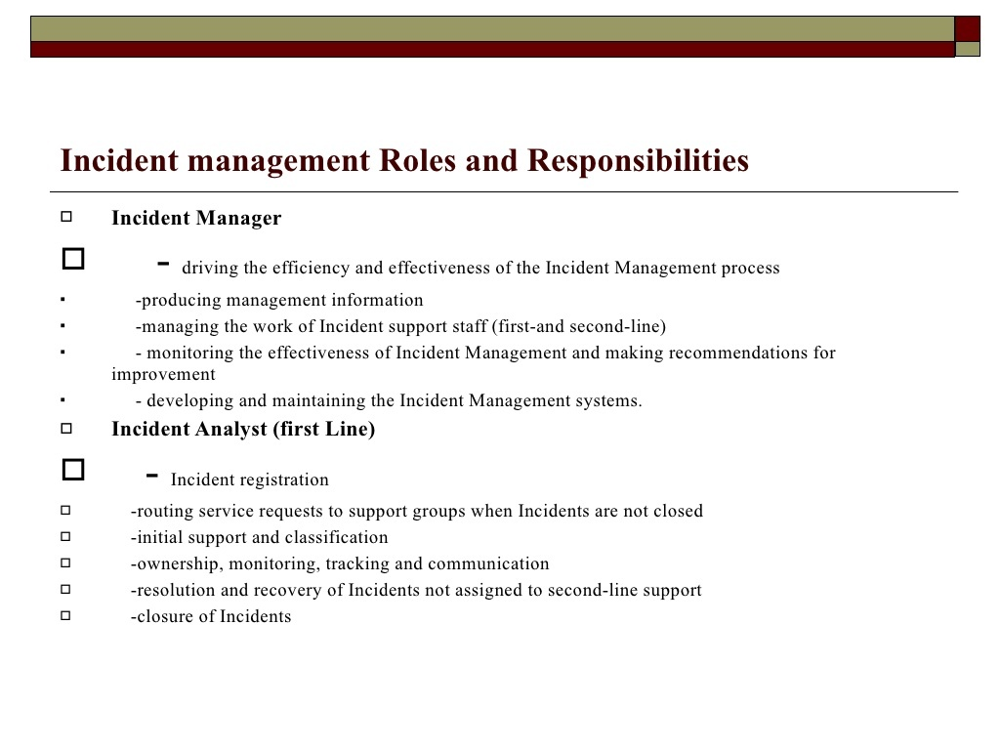 Incident management Roles and Responsibilities
Incident Manager
- driving the efficiency and effectiveness of the Incident Management process
-producing management information
-managing the work of Incident support staff (first-and second-line)
- monitoring the effectiveness of Incident Management and making recommendations for
improvement
- developing and maintaining the Incident Management systems.
Incident Analyst (first Line)
- Incident registration
-routing service requests to support groups when Incidents are not closed
-initial support and classification
-ownership, monitoring, tracking and communication
-resolution and recovery of Incidents not assigned to second-line support
-closure of Incidents